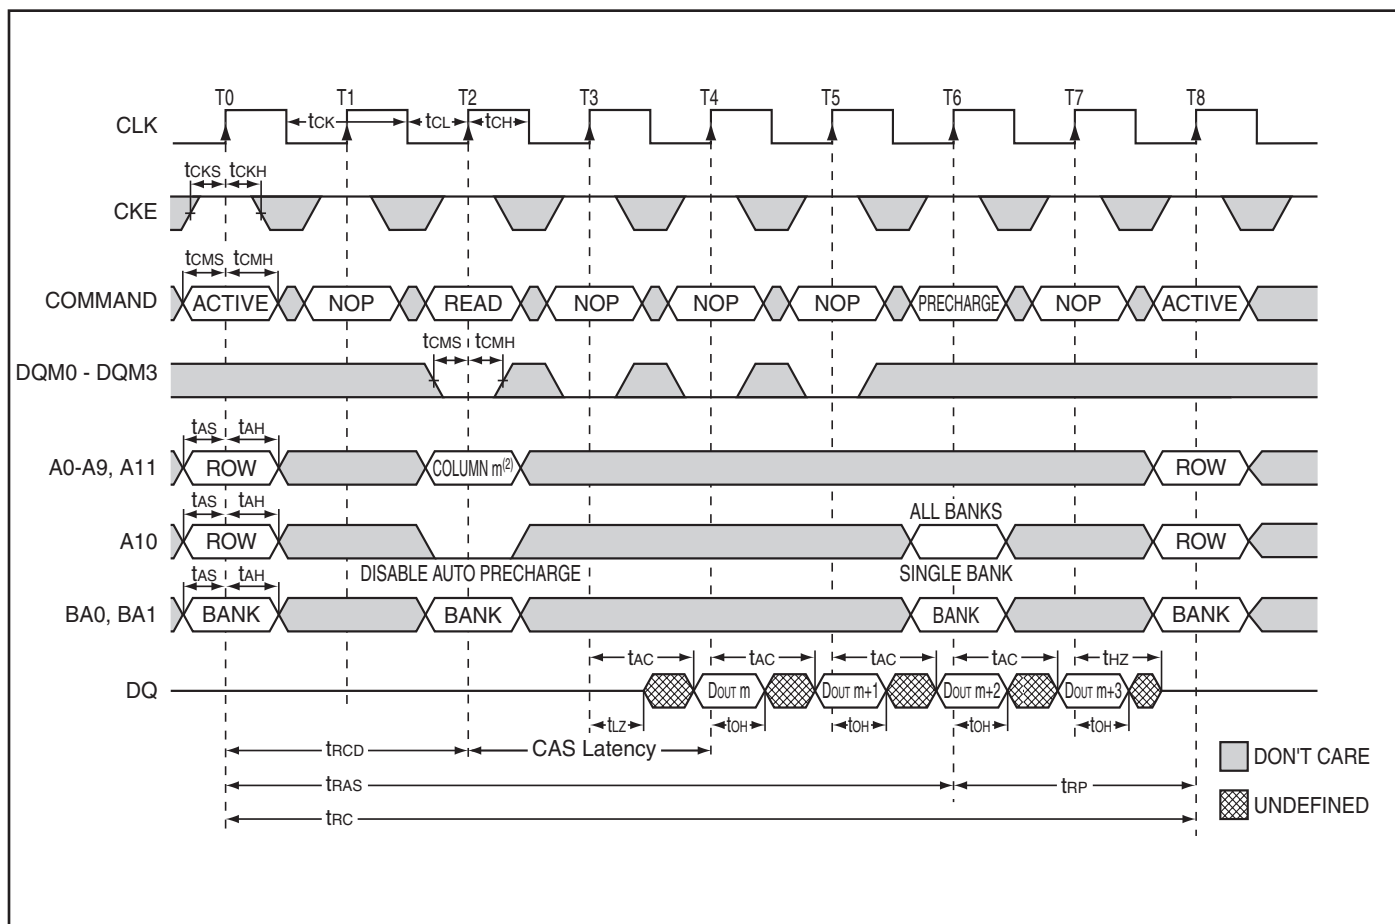 T0 T1 T2 T3 T4 T5 T6 T7 T8
CLK tCK tCL tCH
tCKS tCKH
CKE
tCMS tCMH
COMMAND ACTIVE NOP READ NOP NOP NOP PRECHARGE NOP ACTIVE
tCMS tCMH
DQM0 - DQM3
tAS tAH
A0-A9, A11 ROW COLUMN m(2) ROW
tAS tAH ALL BANKS
A10 ROW ROW
tAS tAH DISABLE AUTO PRECHARGE SINGLE BANK
BA0, BA1 BANK BANK BANK BANK
tAC tAC tAC tAC tHZ
DQ DOUT m DOUT m+1 DOUT m+2 DOUT m+3
tLZ tOH tOH tOH tOH
tRCD CAS Latency
DON'T CARE
tRAS tRP
UNDEFINED
tRC